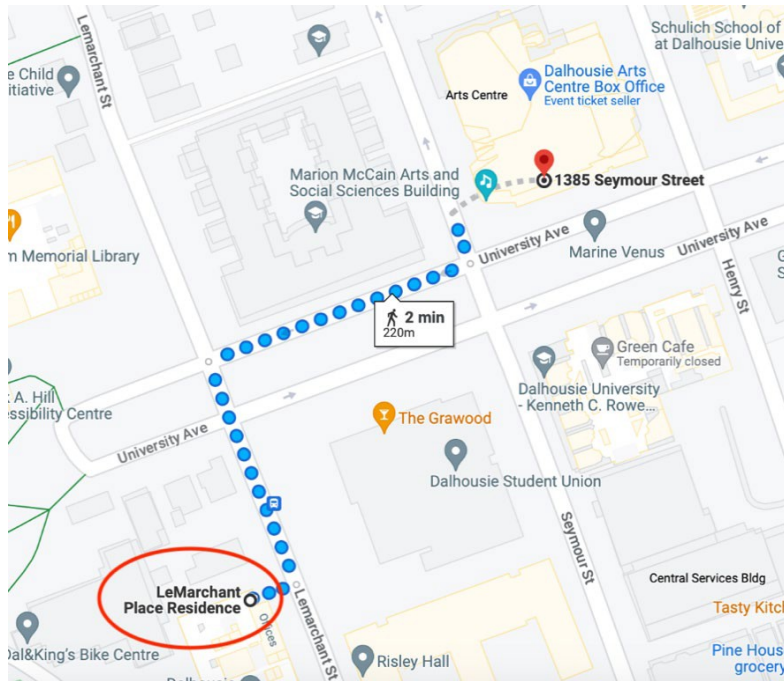 Schulich School of
at Dalhousie Unive
Lemarchant St
e Child
itiative
Dalhousie Arts
Centre Box Office
Event ticket seller
Arts Centre
Marion McCain Arts and
Social Sciences Building
1385 Seymour Street
m Memorial Library
University Ave
Marine Venus
University Ave
Henry St
2 min
220m
Green Cafe
Temporarily closed
k A. Hill
essibility Centre
Dalhousie University
- Kenneth C. Rowe...
The Grawood
University Ave
Dalhousie Student Union
Seymour St
LeMarchant
Place Residence
Offices
Lemarchant St
Central Services Bldg
Tasty Kitc
Dal&King's Bike Centre
Risley Hall
Pine Hous
grocery